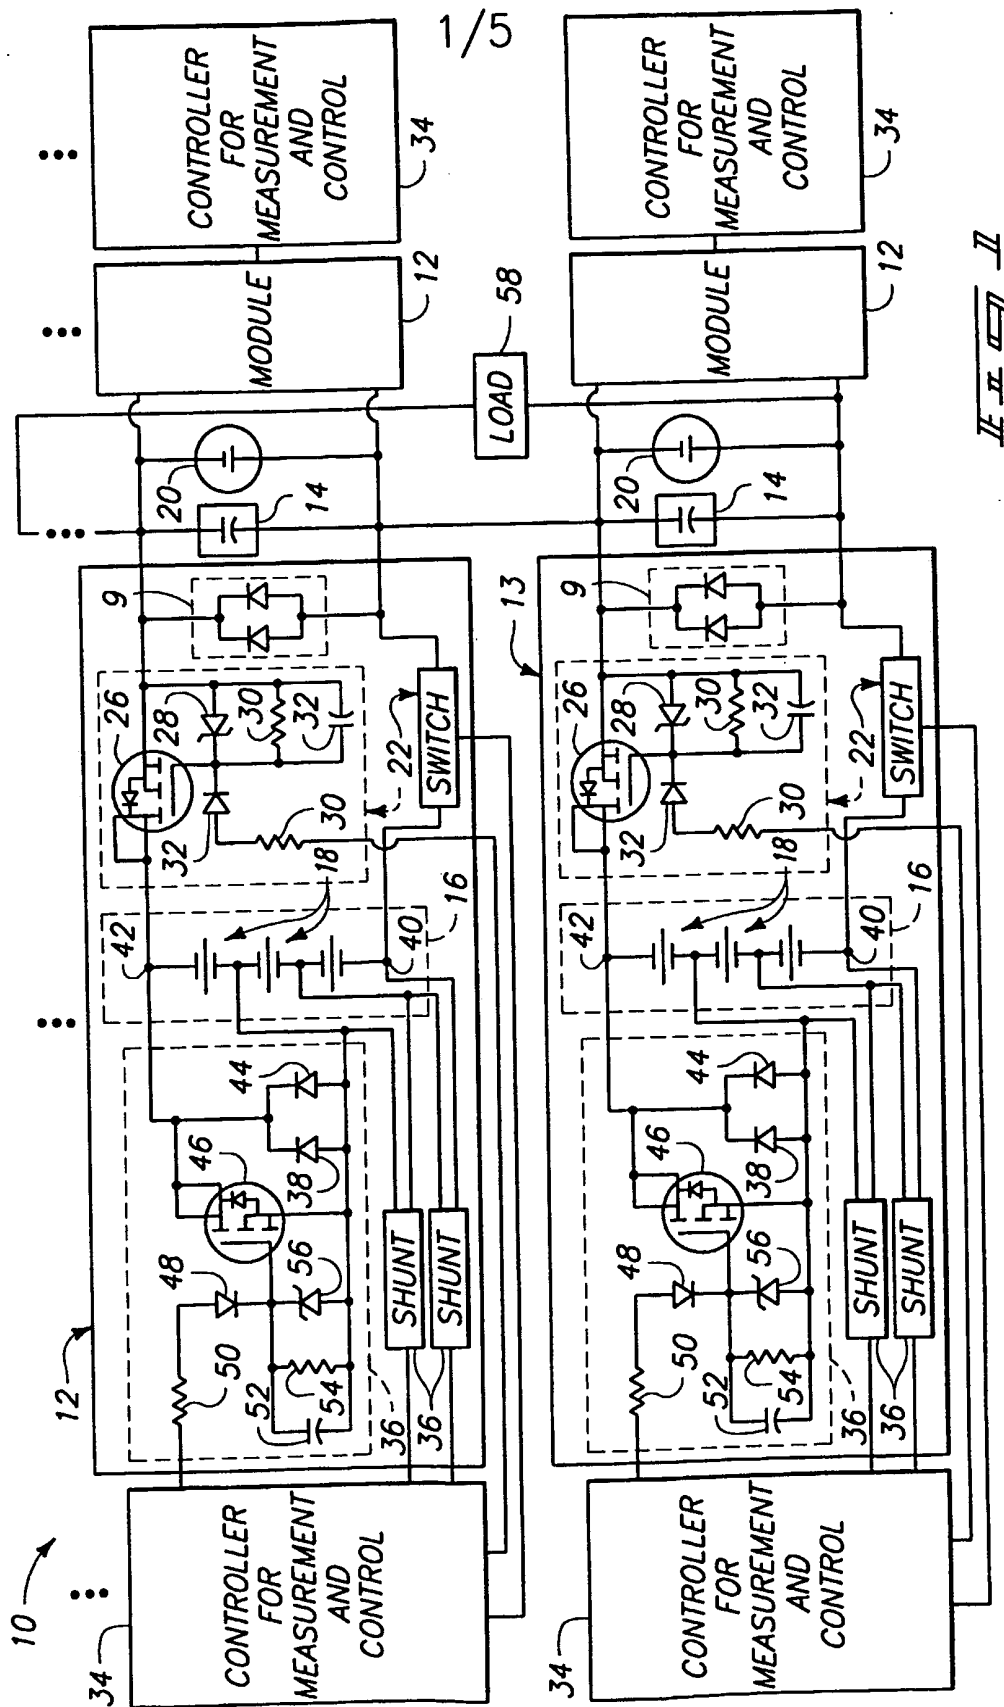 1/5
10
•••
•••
•••
•••
•••
34
CONTROLLER
FOR
MEASUREMENT
AND
CONTROL
12
50
48
46
44
52
54
56
38
36
36
SHUNT
SHUNT
42
18
40
16
26
28
30
32
32
30
22
SWITCH
9
20
14
MODULE
12
CONTROLLER
FOR
MEASUREMENT
AND
CONTROL
34
LOAD
58
34
CONTROLLER
FOR
MEASUREMENT
AND
CONTROL
13
50
48
46
44
52
54
56
38
36
36
SHUNT
SHUNT
42
18
40
16
26
28
30
32
32
30
22
SWITCH
9
20
14
MODULE
12
CONTROLLER
FOR
MEASUREMENT
AND
CONTROL
34